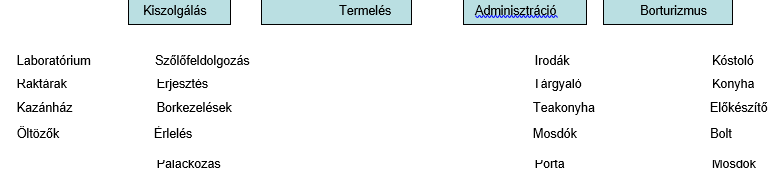 Kiszolgálás Termelés Adminisztráció Borturizmus
Laboratórium Szőlőfeldolgozás Irodák Kóstoló
Raktárak Erjesztés Tárgyaló Konyha
Kazánház Borkezelések Teakonyha Előkészítő
Öltözők Érlelés Mosdók Bolt
Palackozás Porta Mosdók